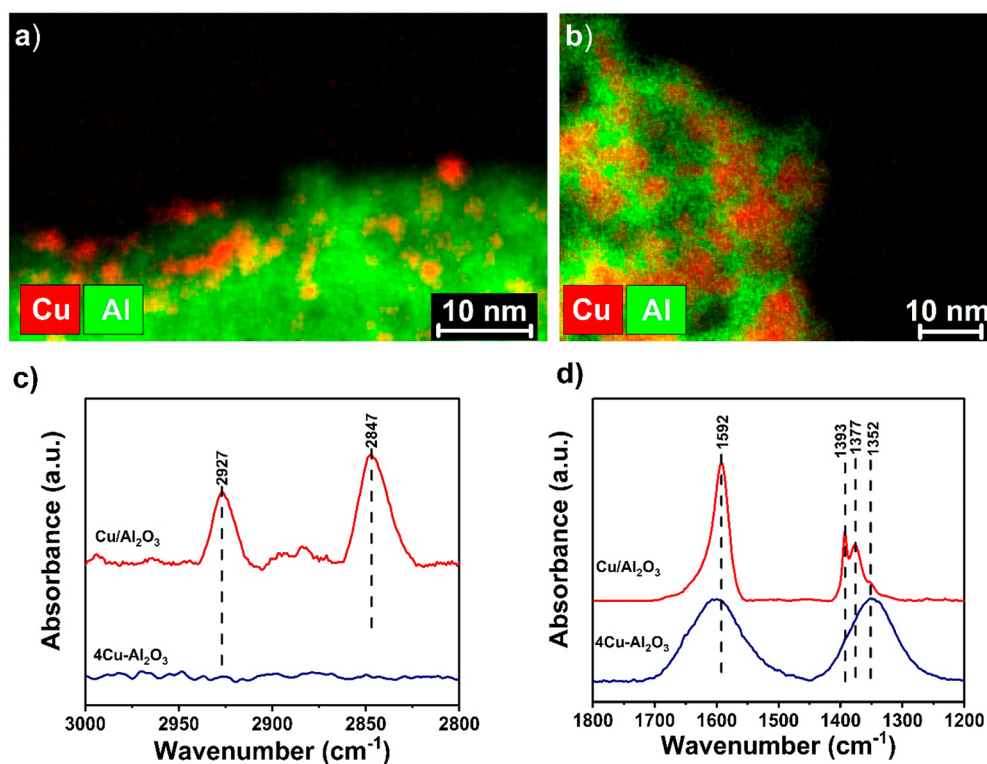 a)
Cu Al
10 nm
b)
Cu Al
10 nm
c)
2927
2847
Cu/Al₂O₃
4Cu-Al₂O₃
Absorbance (a.u.)
3000 2950 2900 2850 2800
Wavenumber (cm⁻¹)
d)
1592
1393
1377
1352
Cu/Al₂O₃
4Cu-Al₂O₃
Absorbance (a.u.)
1800 1700 1600 1500 1400 1300 1200
Wavenumber (cm⁻¹)